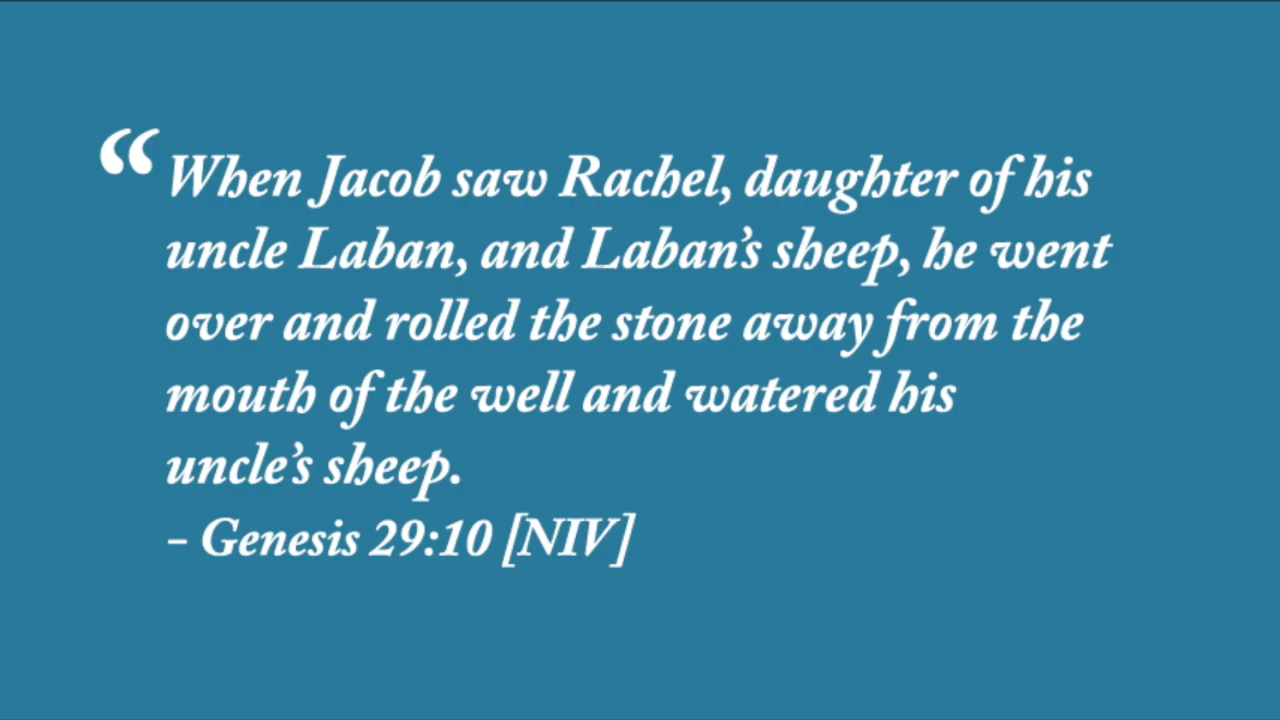 “When Jacob saw Rachel, daughter of his
uncle Laban, and Laban’s sheep, he went
over and rolled the stone away from the
mouth of the well and watered his
uncle’s sheep.
– Genesis 29:10 [NIV]